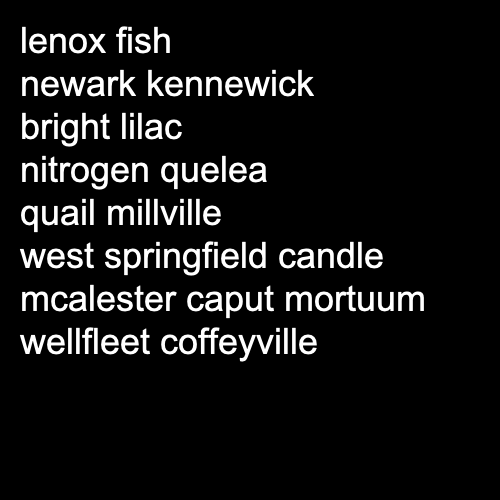 lenox fish
newark kennewick
bright lilac
nitrogen quelea
quail millville
west springfield candle
mcalester caput mortuum
wellfleet coffeyville